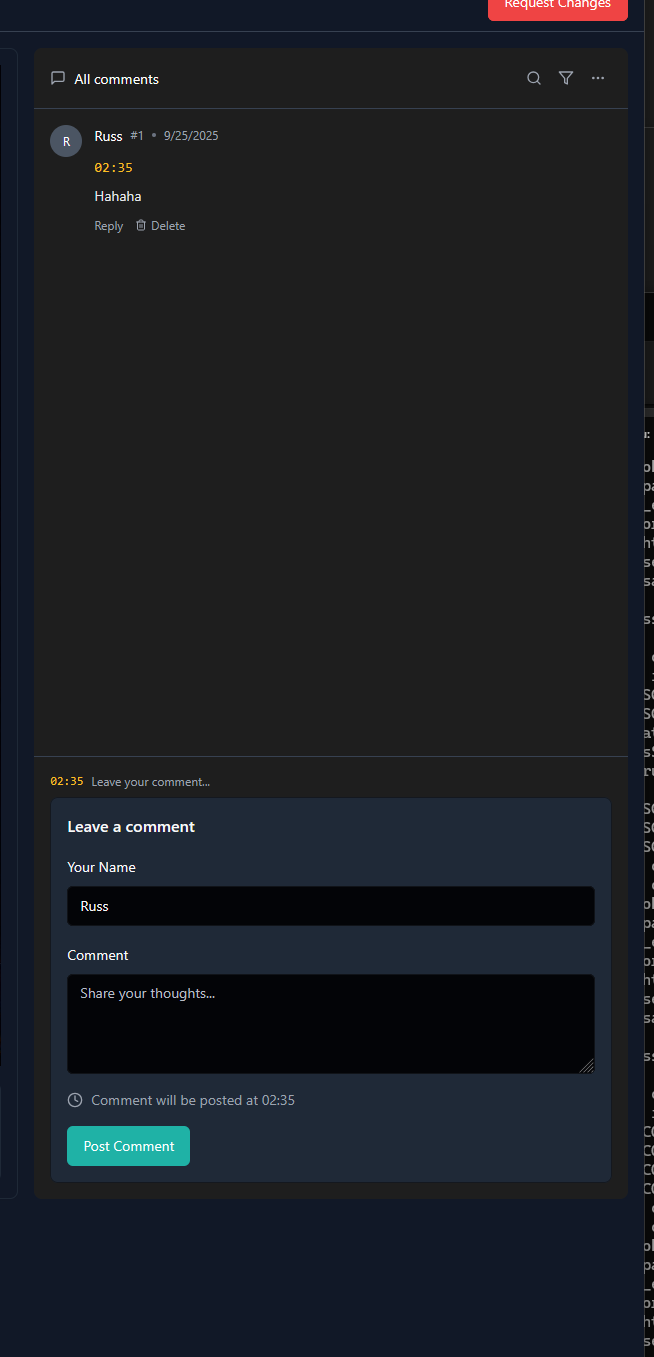 Request Changes
All comments
R
Russ #1 • 9/25/2025
02:35
Hahaha
Reply Delete
02:35 Leave your comment...
Leave a comment
Your Name
Russ
Comment
Share your thoughts...
Comment will be posted at 02:35
Post Comment